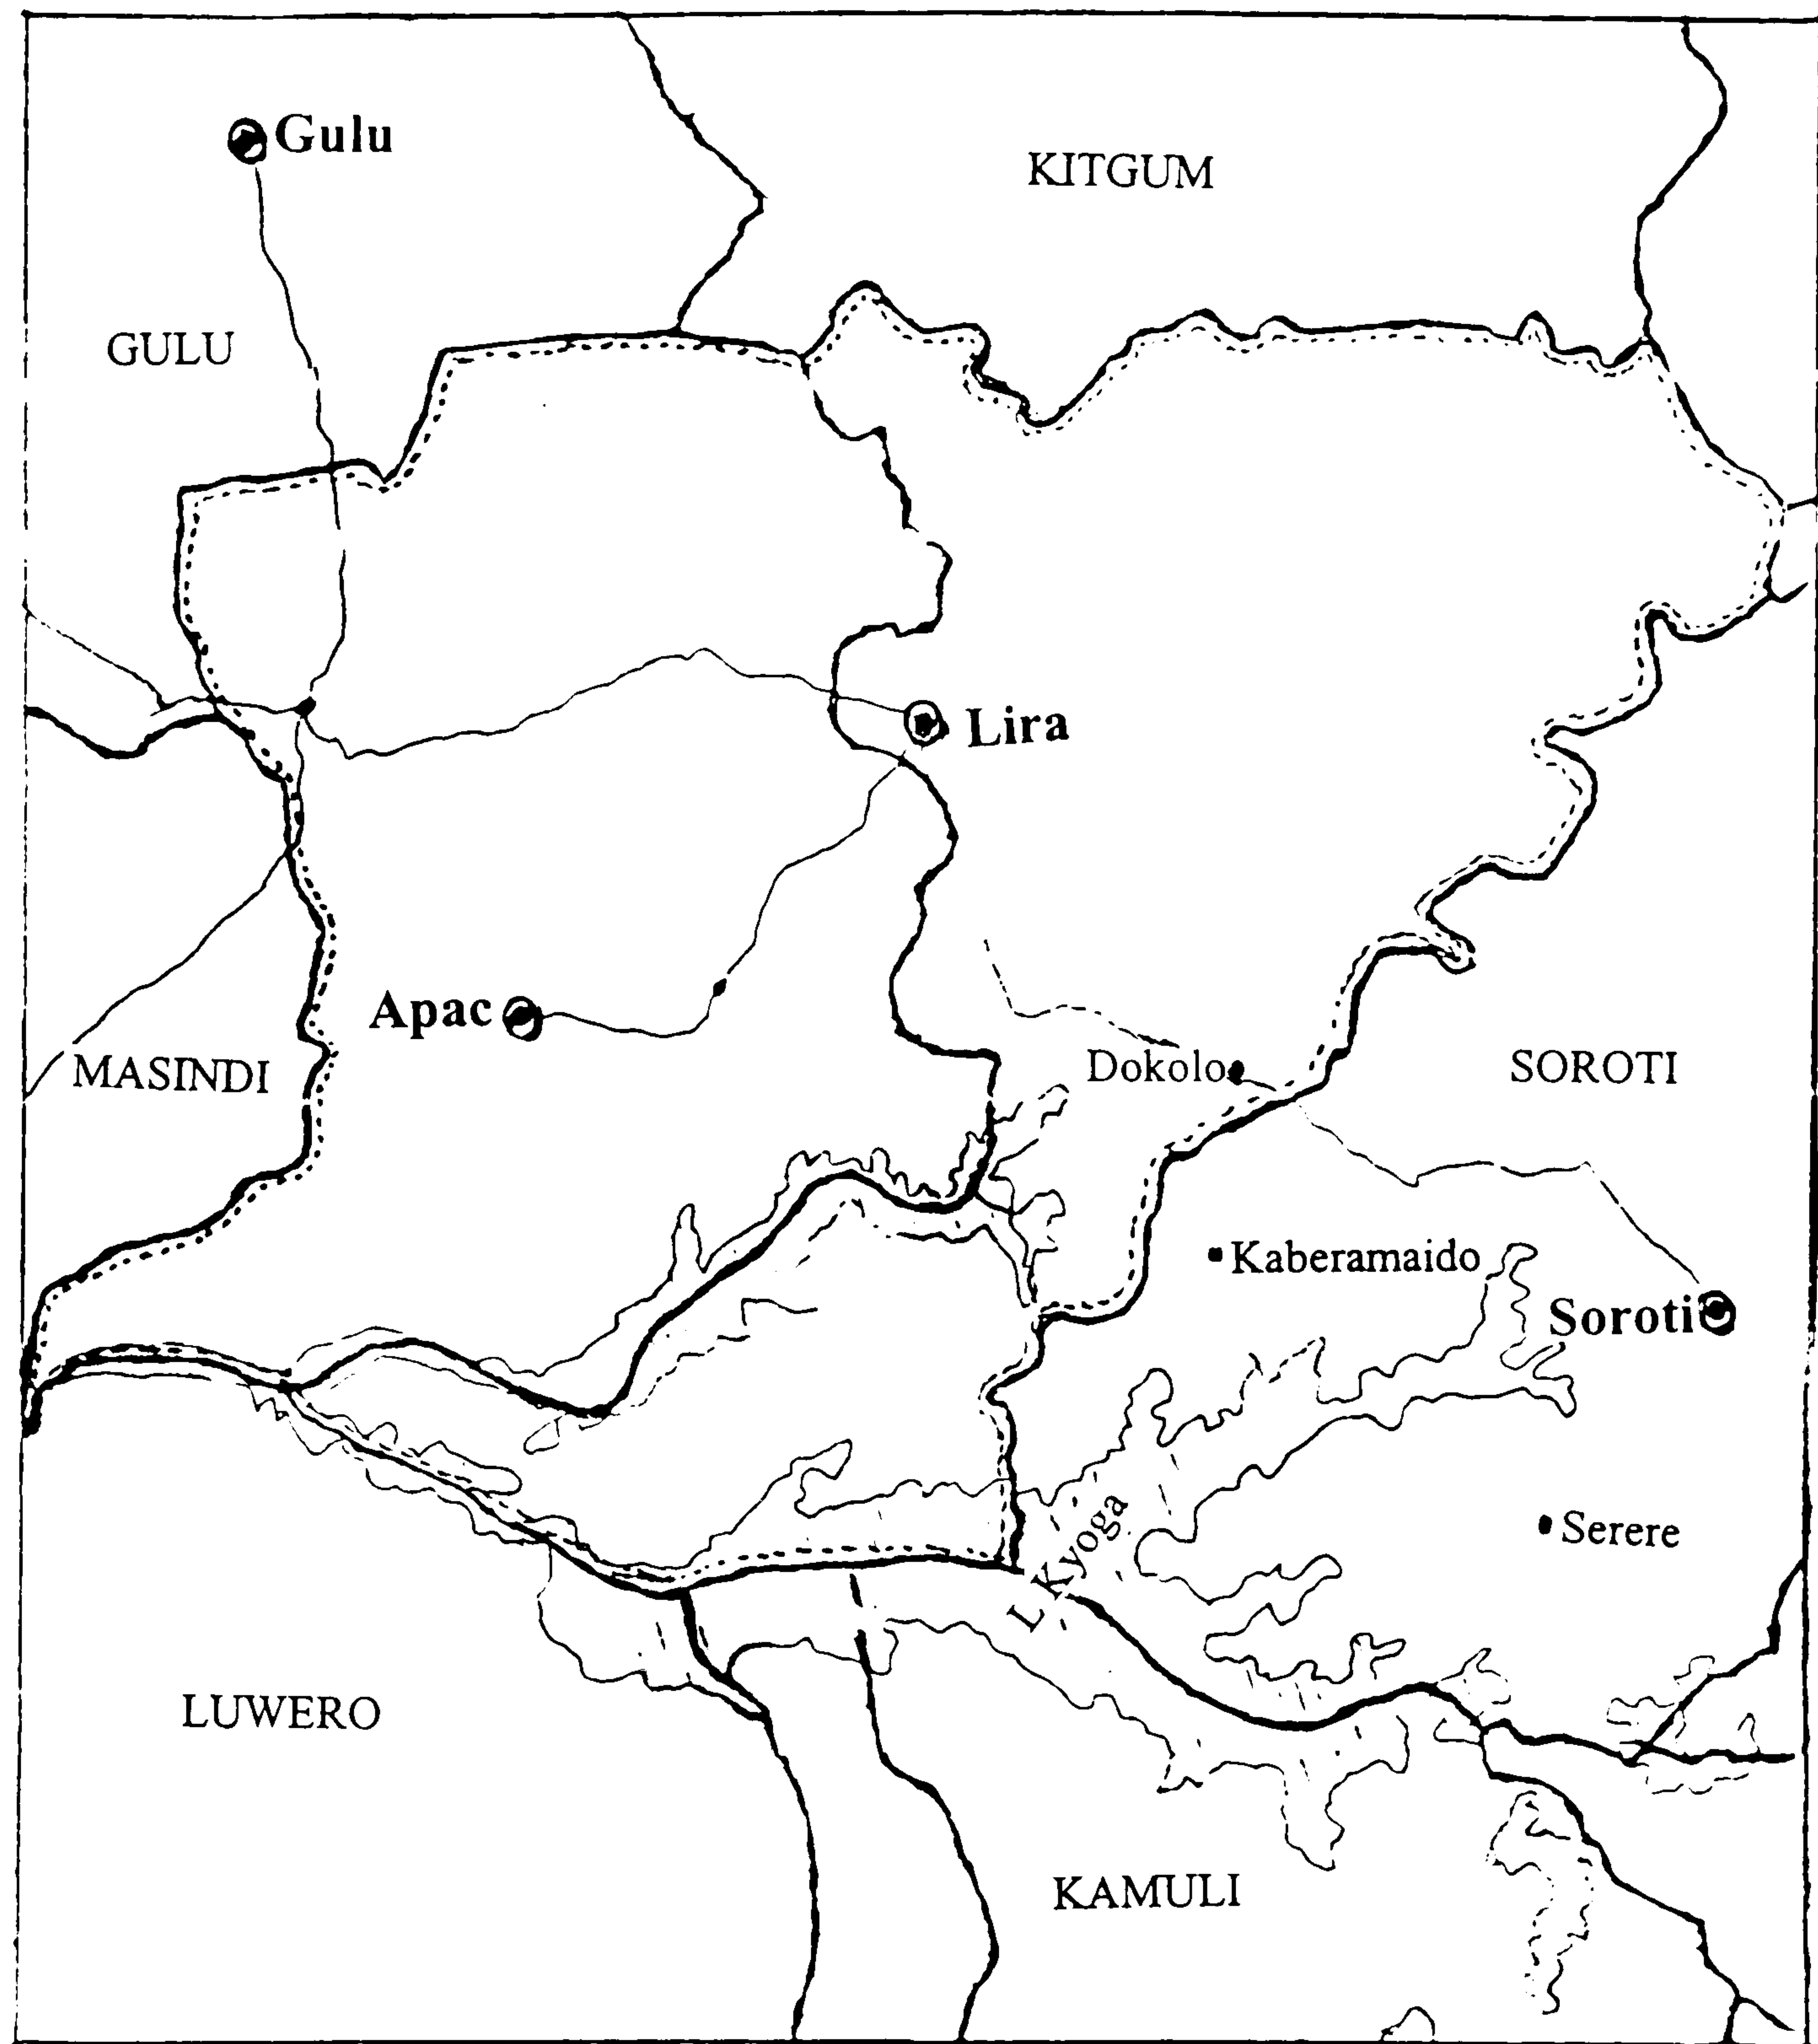 Gulu
KITGUM
GULU
Lira
Apac
MASINDI
Dokolo
SOROTI
Kaberamaido
Soroti
L Kyoga
Serere
LUWERO
KAMULI